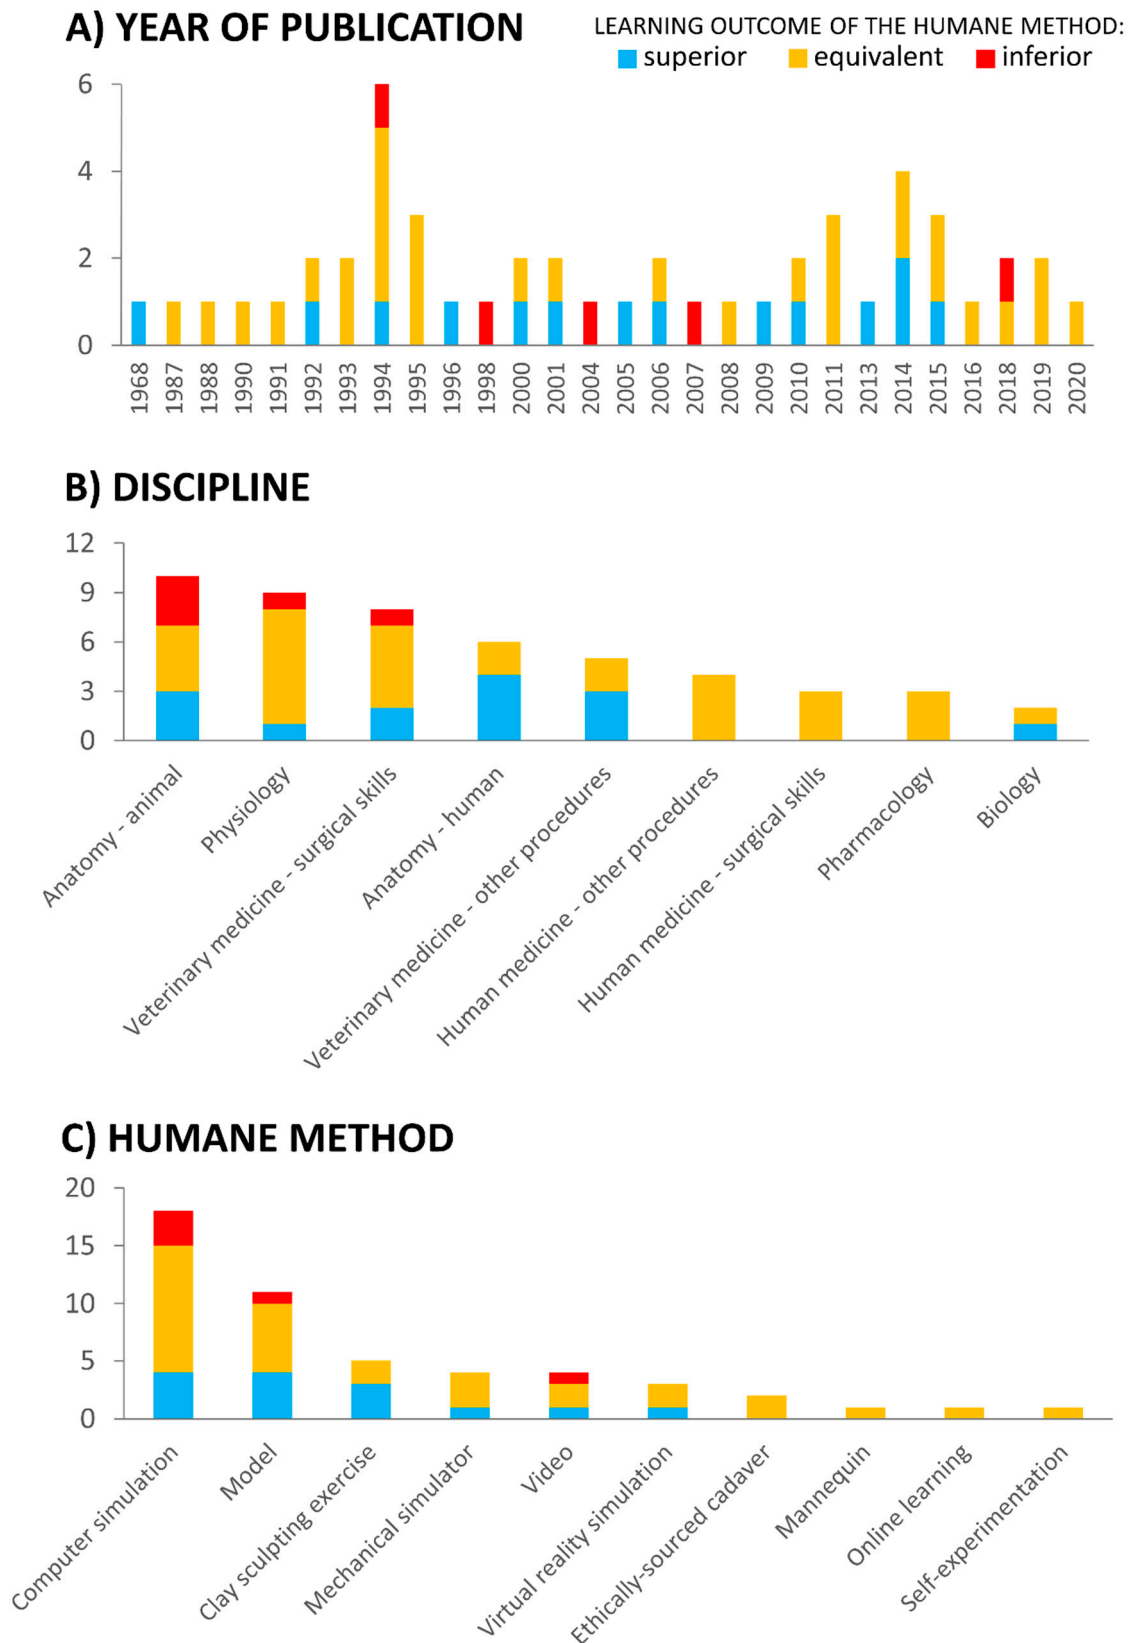 A) YEAR OF PUBLICATION
LEARNING OUTCOME OF THE HUMANE METHOD:
superior equivalent inferior
6
4
2
0
1968 1987 1988 1990 1991 1992 1993 1994 1995 1996 1998 2000 2001 2004 2005 2006 2007 2008 2009 2010 2011 2013 2014 2015 2016 2018 2019 2020
B) DISCIPLINE
12
9
6
3
0
Anatomy - animal
Physiology
Veterinary medicine - surgical skills
Anatomy - human
Veterinary medicine - other procedures
Human medicine - other procedures
Human medicine - surgical skills
Pharmacology
Biology
C) HUMANE METHOD
20
15
10
5
0
Computer simulation
Model
Clay sculpting exercise
Mechanical simulator
Video
Virtual reality simulation
Ethically-sourced cadaver
Mannequin
Online learning
Self-experimentation